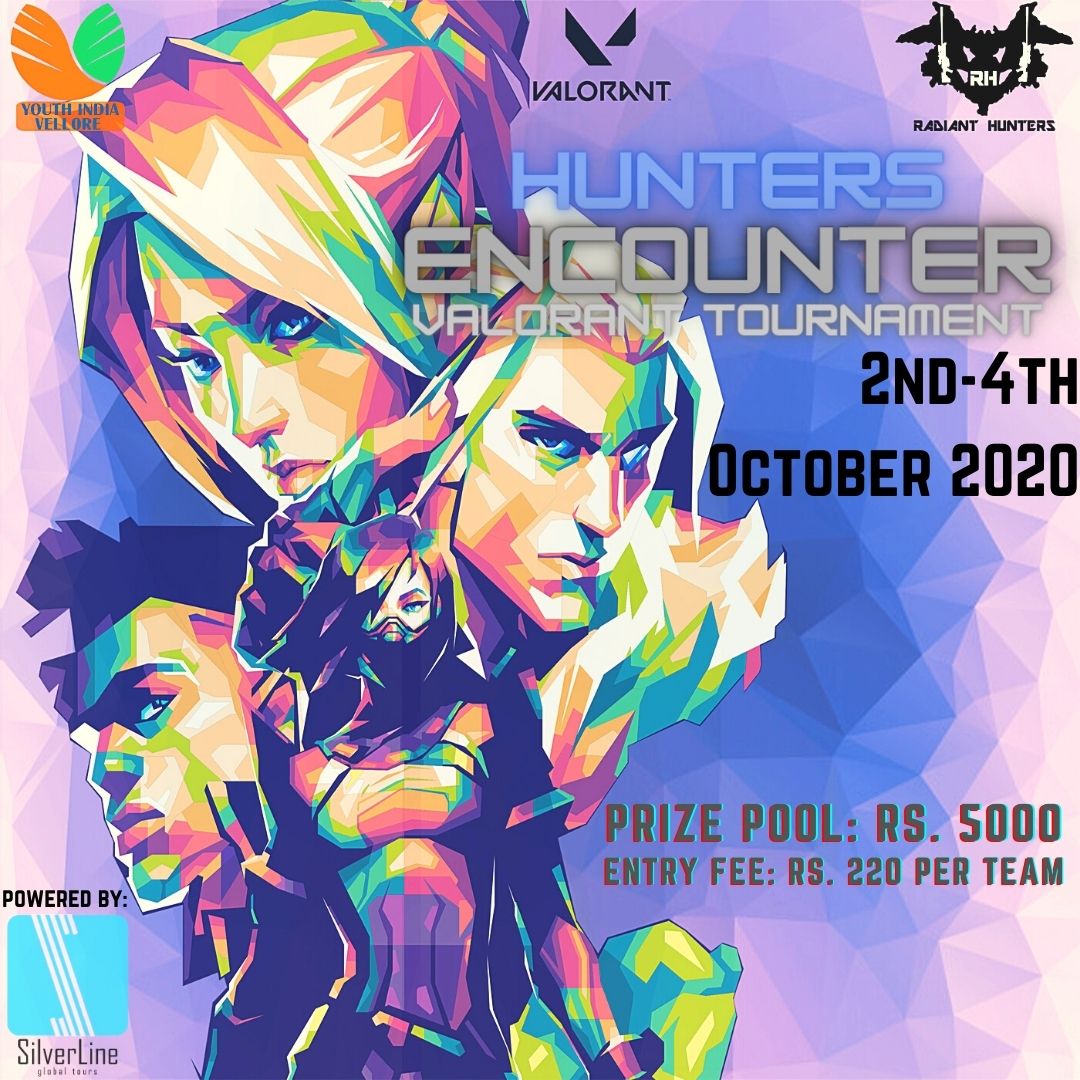 YOUTH INDIA
VELLORE
VALORANT
RH
RADIANT HUNTERS
HUNTERS
ENCOUNTER
VALORANT TOURNAMENT
2ND-4TH
OCTOBER 2020
PRIZE POOL: RS. 5000
ENTRY FEE: RS. 220 PER TEAM
POWERED BY:
SilverLine
global tours